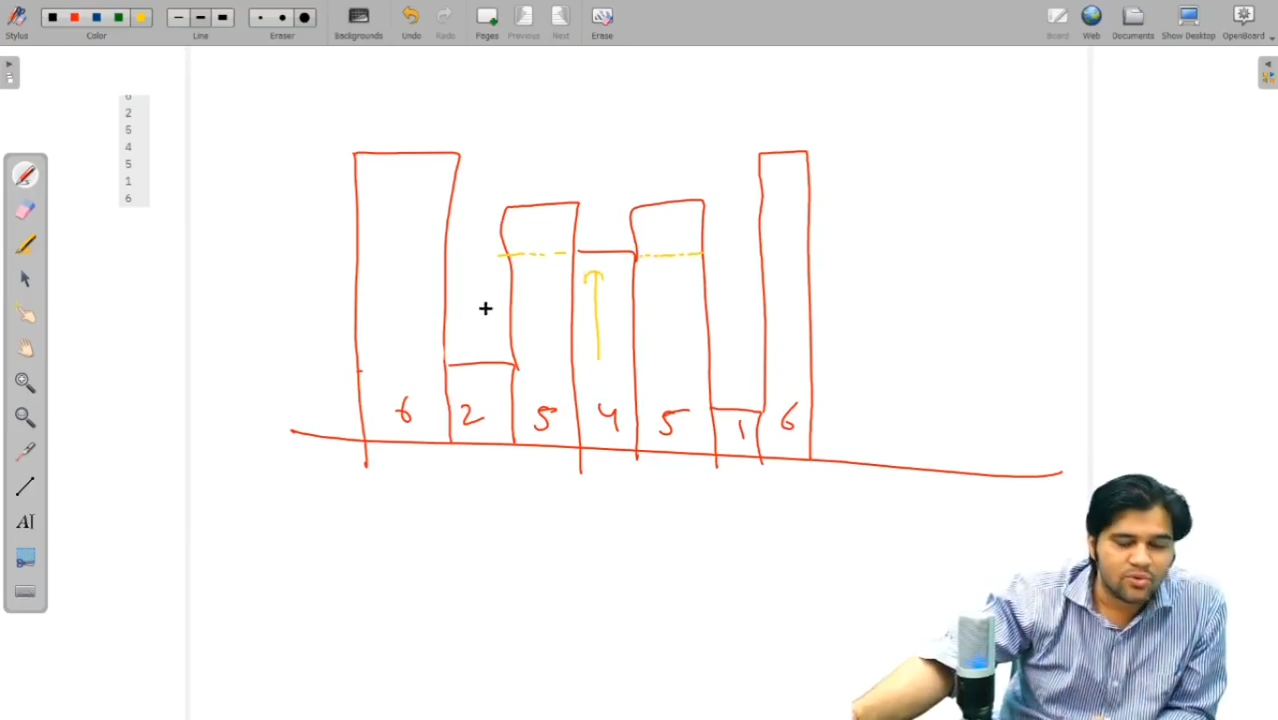 Stylus
Color
Line
Eraser
Backgrounds
Undo
Redo
Pages
Previous
Next
Erase
Board
Web
Documents
Show Desktop
OpenBoard
2
5
4
5
1
6
6 2 5 4 5 1 6
AI